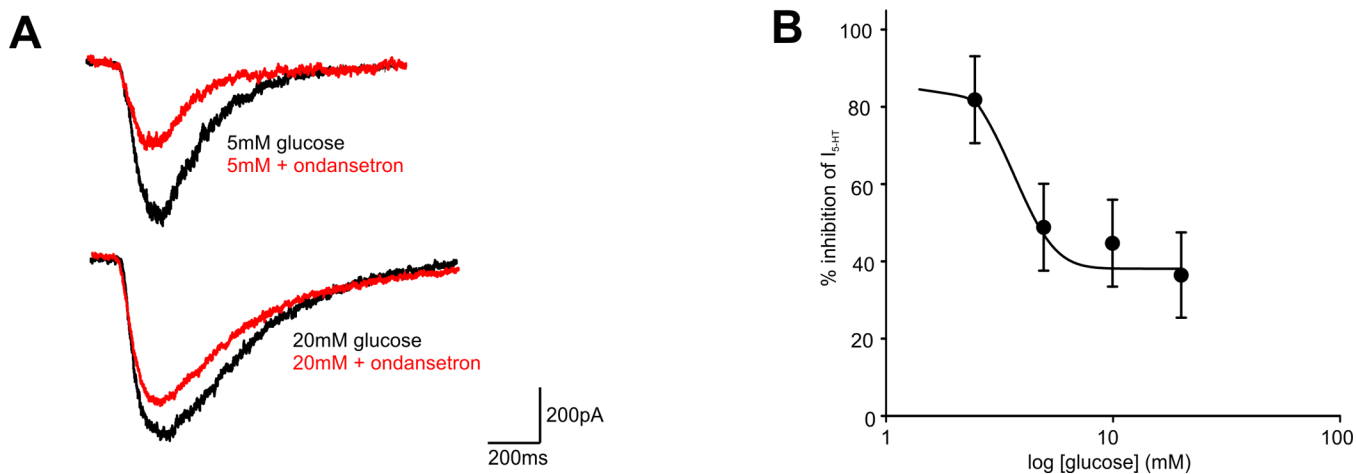 A
5mM glucose
5mM + ondansetron
20mM glucose
20mM + ondansetron
200pA
200ms
B
% inhibition of I5-HT
100
80
60
40
20
0
1
10
100
log [glucose] (mM)